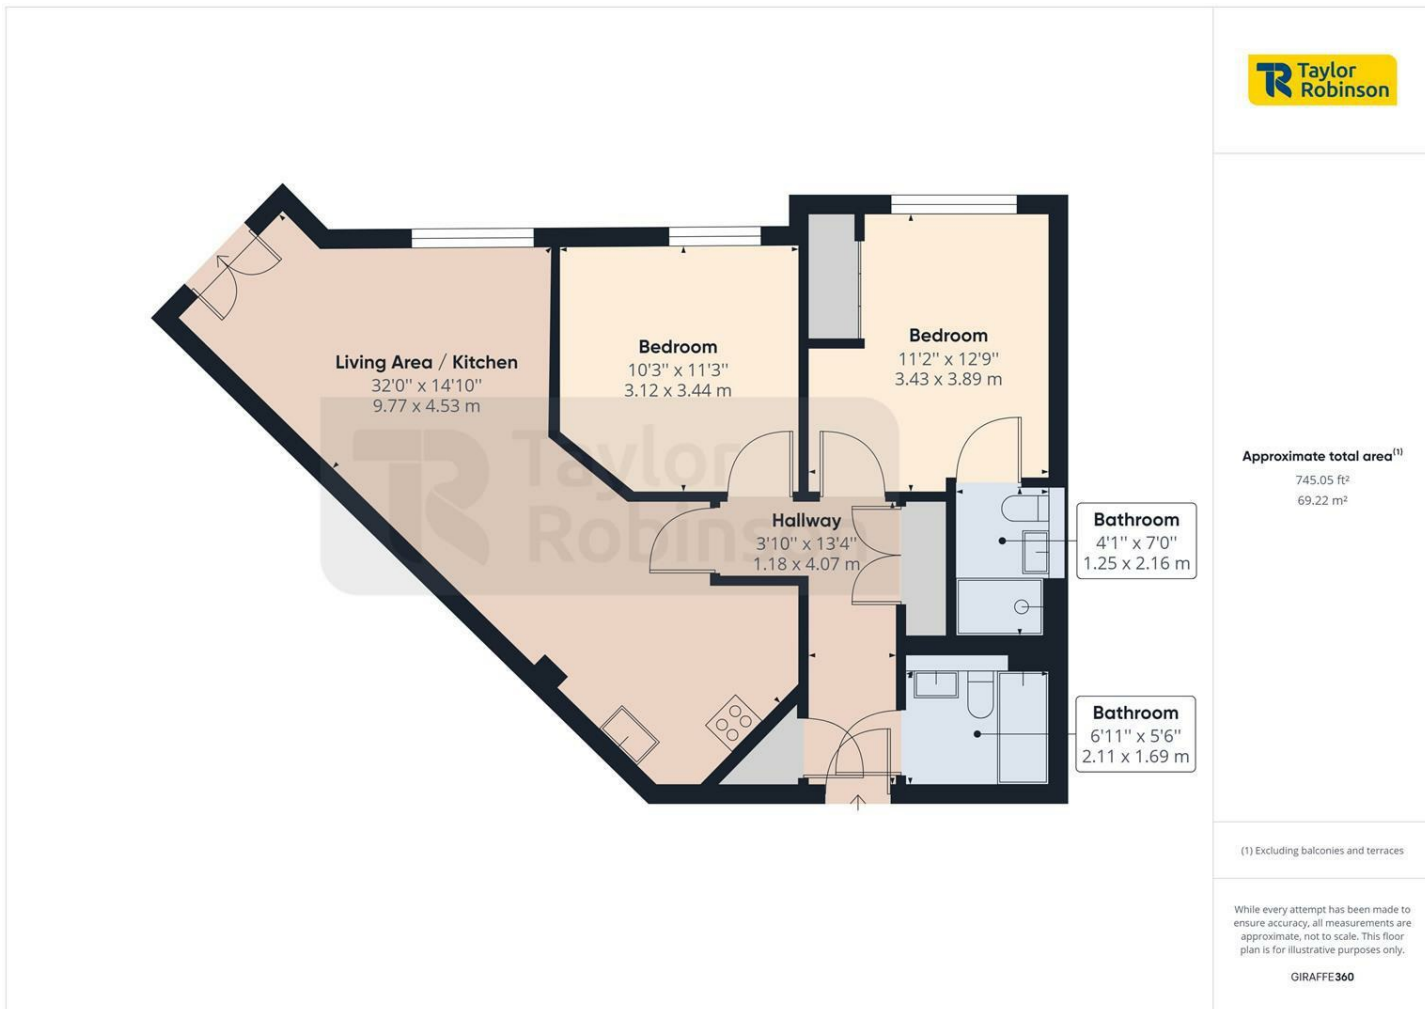 Taylor
Robinson
Living Area / Kitchen
32'0'' x 14'10''
9.77 x 4.53 m
Bedroom
10'3'' x 11'3''
3.12 x 3.44 m
Bedroom
11'2'' x 12'9''
3.43 x 3.89 m
Taylor
Robinson
Hallway
3'10'' x 13'4''
1.18 x 4.07 m
Bathroom
4'1'' x 7'0''
1.25 x 2.16 m
Bathroom
6'11'' x 5'6''
2.11 x 1.69 m
Approximate total area(1)
745.05 ft²
69.22 m²
(1) Excluding balconies and terraces
While every attempt has been made to
ensure accuracy, all measurements are
approximate, not to scale. This floor
plan is for illustrative purposes only.
GIRAFFE360